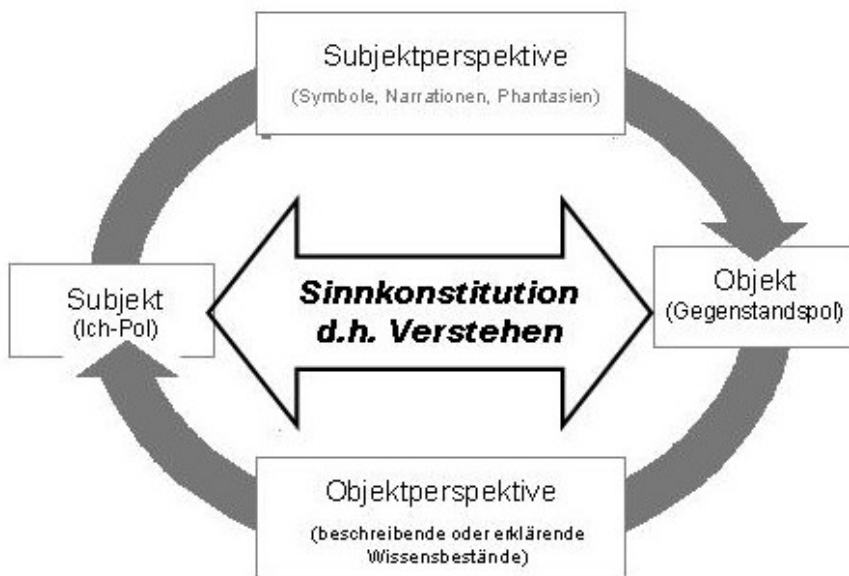 Subjektperspektive
(Symbole, Narrationen, Phantasien)
Subjekt
(Ich-Pol)
Sinnkonstitution
d.h. Verstehen
Objekt
(Gegenstandspol)
Objektperspektive
(beschreibende oder erklärende
Wissensbestände)